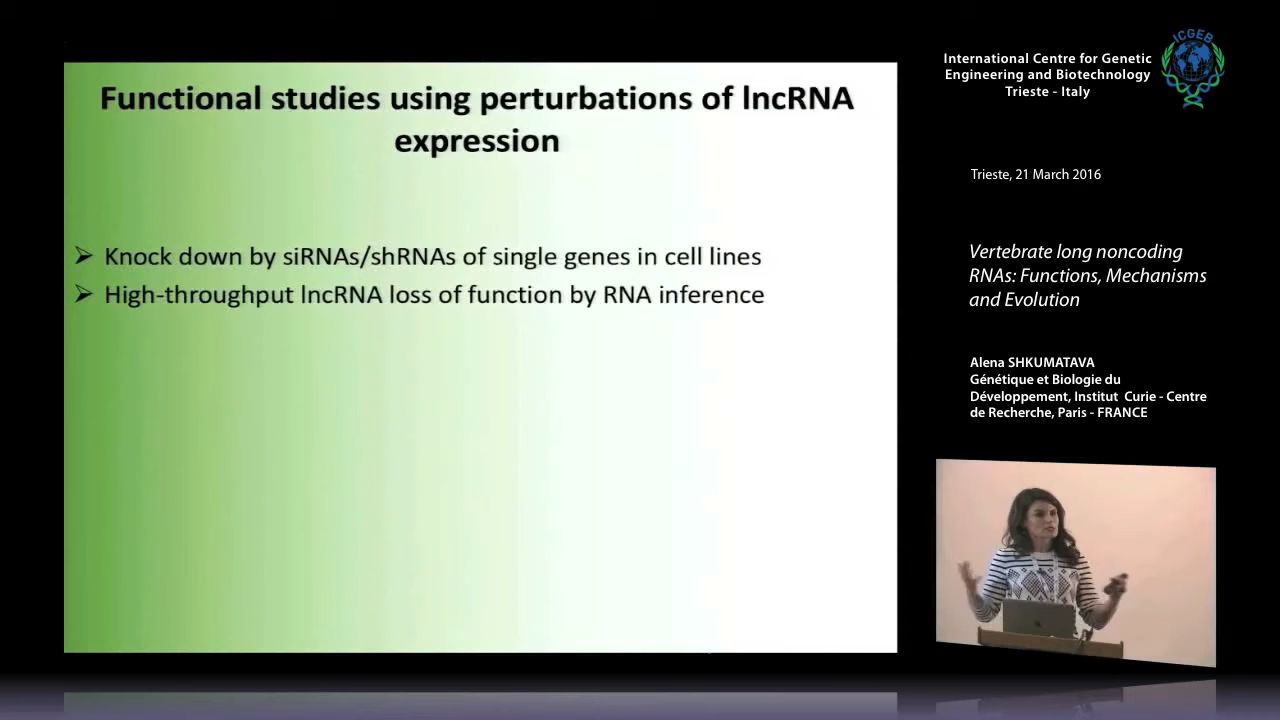 Functional studies using perturbations of lncRNA
expression
➢ Knock down by siRNAs/shRNAs of single genes in cell lines
➢ High-throughput lncRNA loss of function by RNA inference
International Centre for Genetic
Engineering and Biotechnology
Trieste - Italy
ICGEB
Trieste, 21 March 2016
Vertebrate long noncoding
RNAs: Functions, Mechanisms
and Evolution
Alena SHKUMATAVA
Génétique et Biologie du
Développement, Institut Curie - Centre
de Recherche, Paris - FRANCE